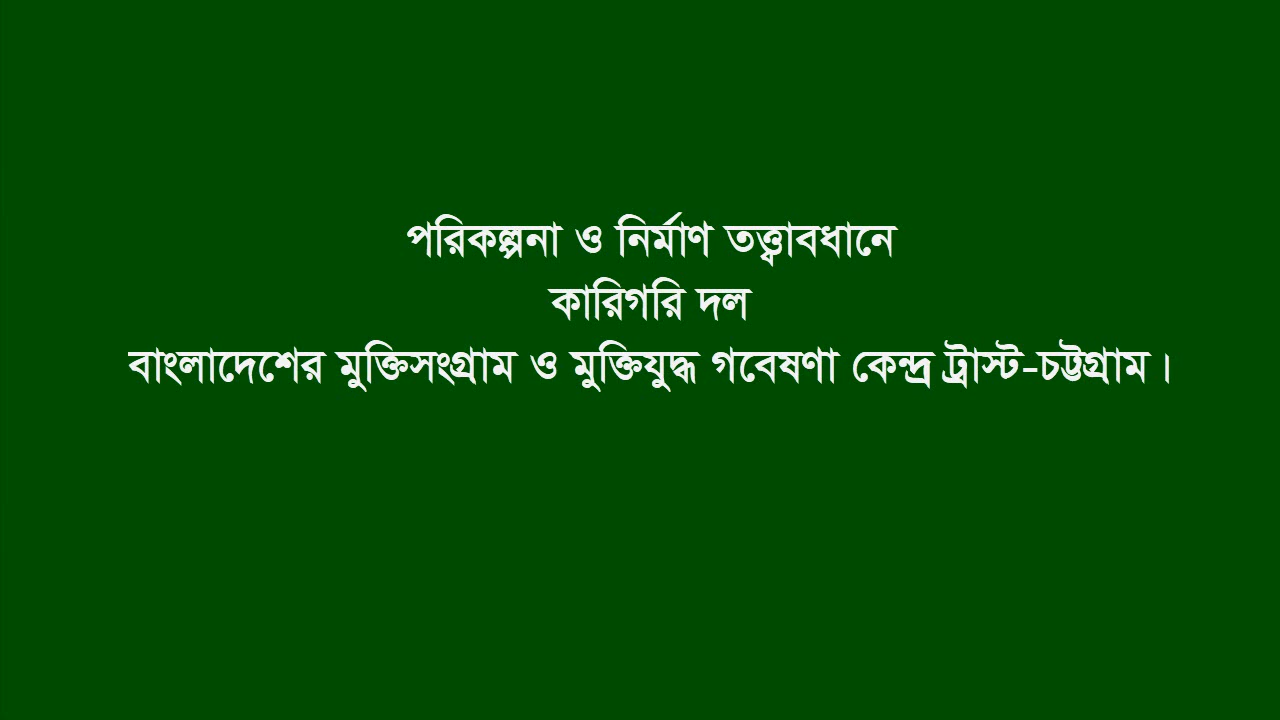 পরিকল্পনা ও নির্মাণ তত্ত্বাবধানে
কারিগরি দল
বাংলাদেশের মুক্তিসংগ্রাম ও মুক্তিযুদ্ধ গবেষণা কেন্দ্র ট্রাস্ট-চট্টগ্রাম।